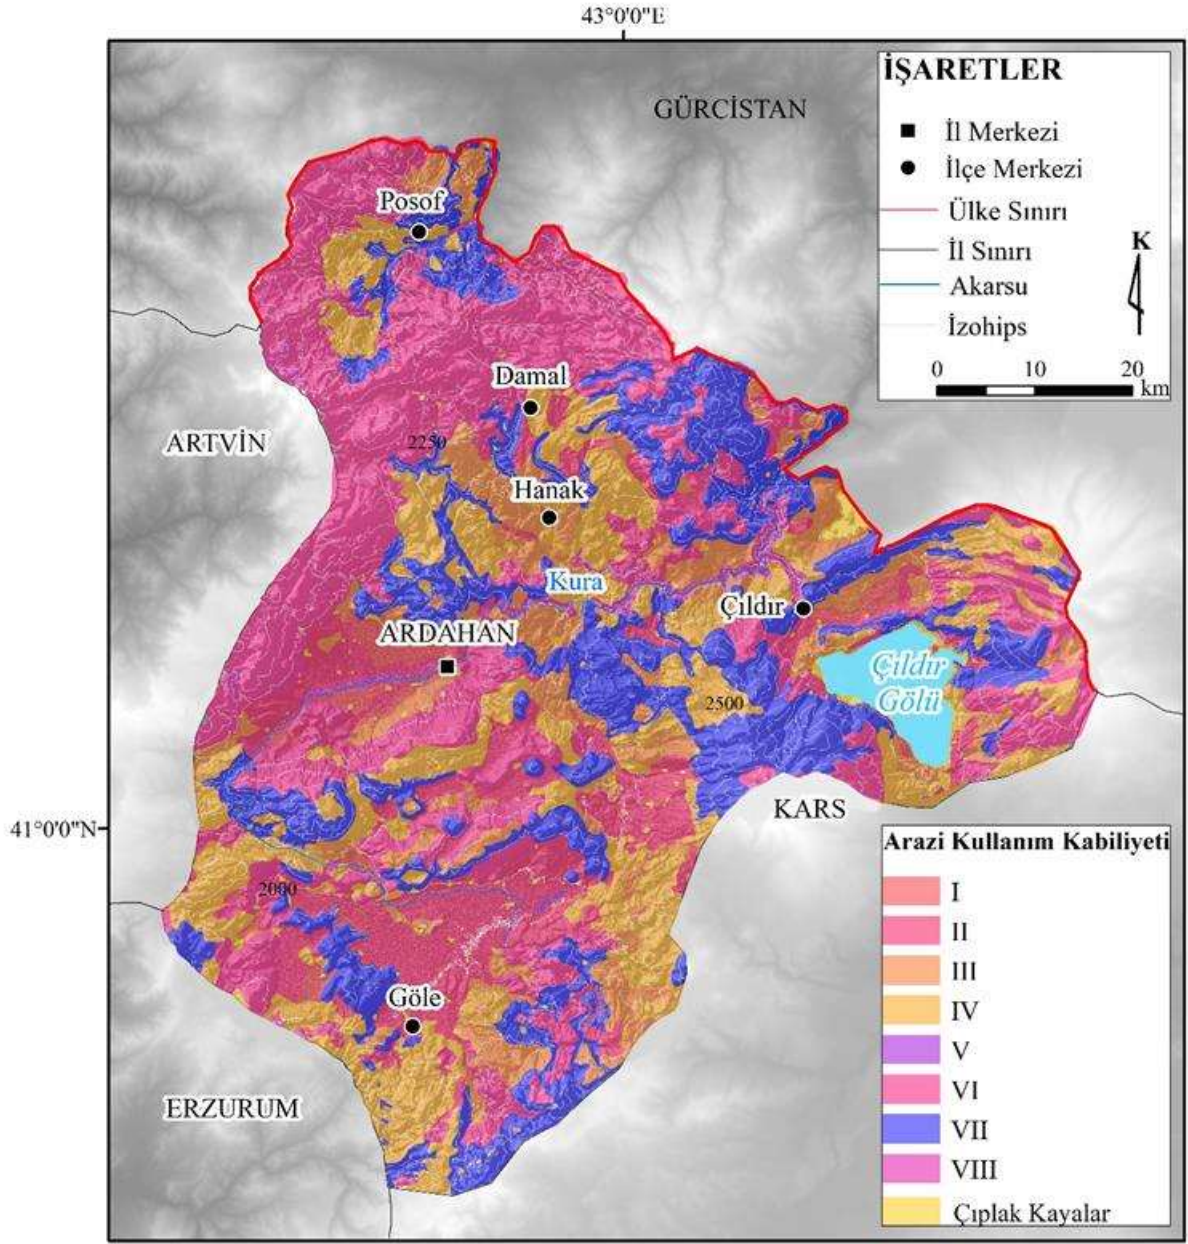 43°0'0"E
İŞARETLER
İl Merkezi
İlçe Merkezi
Ülke Sınırı
İl Sınırı
Akarsu
İzohips
K
0 10 20
km
GÜRCİSTAN
Posof
Damal
ARTVİN
2250
Hanak
Kura
Çıldır
ARDAHAN
Çıldır
Gölü
2500
KARS
41°0'0"N
2000
Göle
ERZURUM
Arazi Kullanım Kabiliyeti
I
II
III
IV
V
VI
VII
VIII
Çıplak Kayalar